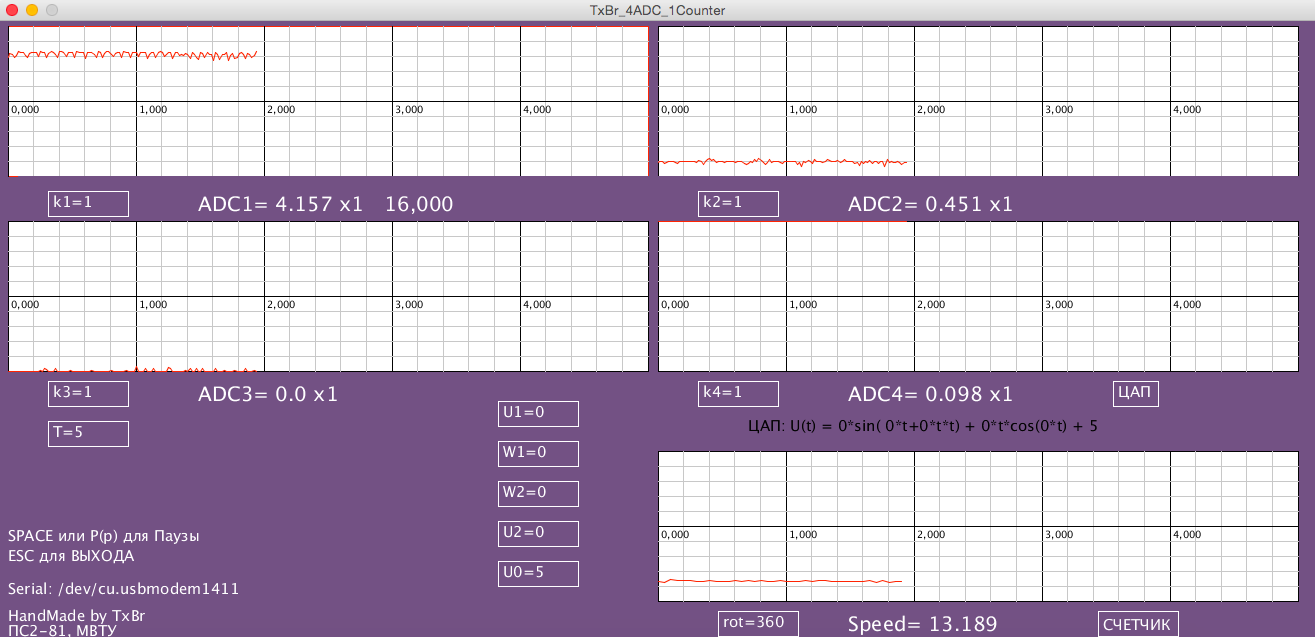 TxBr_4ADC_1Counter
0,000 1,000 2,000 3,000 4,000
0,000 1,000 2,000 3,000 4,000
k1=1 ADC1= 4.157 x1 16,000
k2=1 ADC2= 0.451 x1
0,000 1,000 2,000 3,000 4,000
0,000 1,000 2,000 3,000 4,000
k3=1 ADC3= 0.0 x1
k4=1 ADC4= 0.098 x1 ЦАП
T=5
U1=0
ЦАП: U(t) = 0*sin( 0*t+0*t*t) + 0*t*cos(0*t) + 5
W1=0
W2=0
U2=0
U0=5
0,000 1,000 2,000 3,000 4,000
SPACE или P(p) для Паузы
ESC для ВЫХОДА
Serial: /dev/cu.usbmodem1411
HandMade by TxBr
ПС2-81, МВТУ
rot=360 Speed= 13.189 СЧЕТЧИК